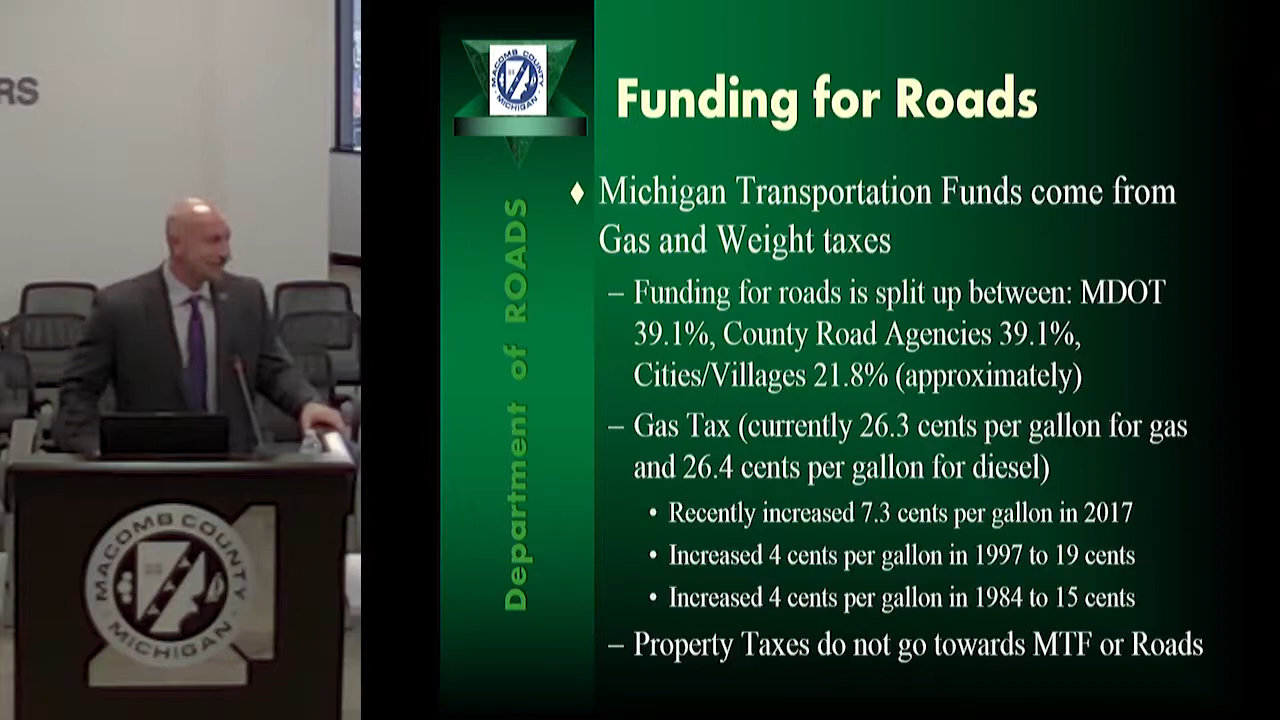 RS
MACOMB COUNTY
MICHIGAN
Department of ROADS
Funding for Roads
Michigan Transportation Funds come from
Gas and Weight taxes
– Funding for roads is split up between: MDOT
39.1%, County Road Agencies 39.1%,
Cities/Villages 21.8% (approximately)
– Gas Tax (currently 26.3 cents per gallon for gas
and 26.4 cents per gallon for diesel)
• Recently increased 7.3 cents per gallon in 2017
• Increased 4 cents per gallon in 1997 to 19 cents
• Increased 4 cents per gallon in 1984 to 15 cents
– Property Taxes do not go towards MTF or Roads
MACOMB COUNTY
MICHIGAN